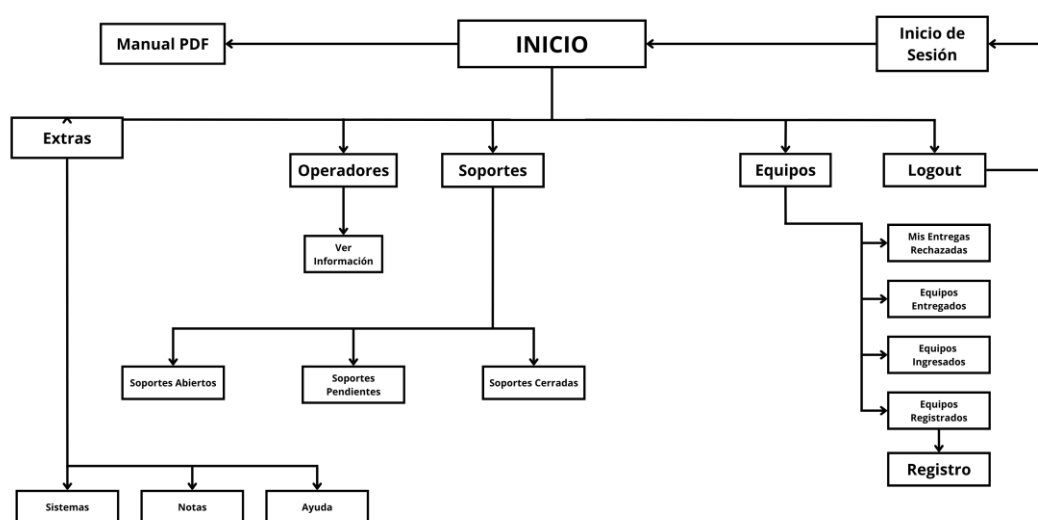 Manual PDF
INICIO
Inicio de
Sesión
Extras
Operadores
Soportes
Equipos
Logout
Ver
Información
Mis Entregas
Rechazadas
Equipos
Entregados
Equipos
Ingresados
Equipos
Registrados
Registro
Soportes Abiertos
Soportes
Pendientes
Soportes Cerradas
Sistemas
Notas
Ayuda